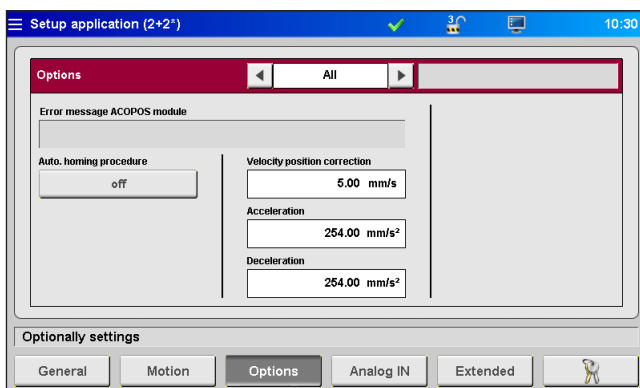 Setup application (2+2*)
3
10:30
Options
All
Error message ACOPOS module
Auto. homing procedure
off
Velocity position correction
5.00 mm/s
Acceleration
254.00 mm/s²
Deceleration
254.00 mm/s²
Optionally settings
General
Motion
Options
Analog IN
Extended